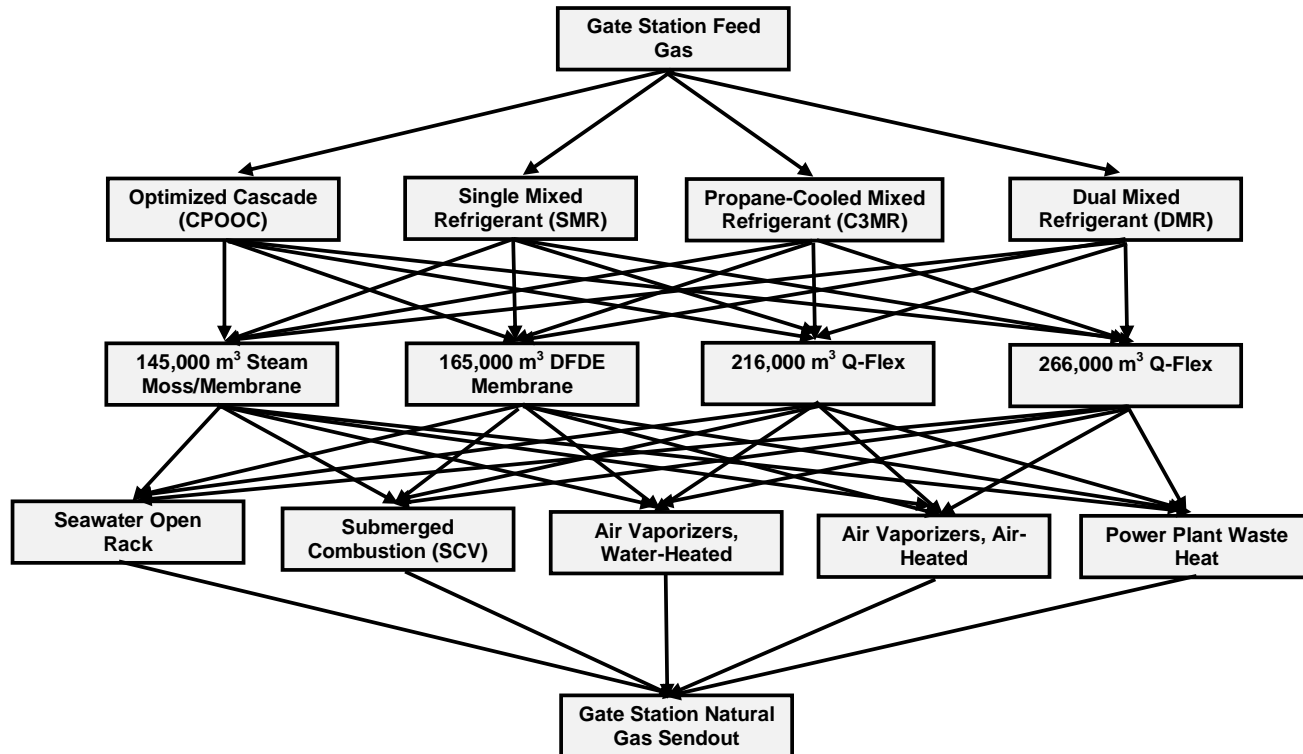 Gate Station Feed
Gas
Optimized Cascade
(CPOOC)
Single Mixed
Refrigerant (SMR)
Propane-Cooled Mixed
Refrigerant (C3MR)
Dual Mixed
Refrigerant (DMR)
145,000 m³ Steam
Moss/Membrane
165,000 m³ DFDE
Membrane
216,000 m³ Q-Flex
266,000 m³ Q-Flex
Seawater Open
Rack
Submerged
Combustion (SCV)
Air Vaporizers,
Water-Heated
Air Vaporizers, Air-
Heated
Power Plant Waste
Heat
Gate Station Natural
Gas Sendout